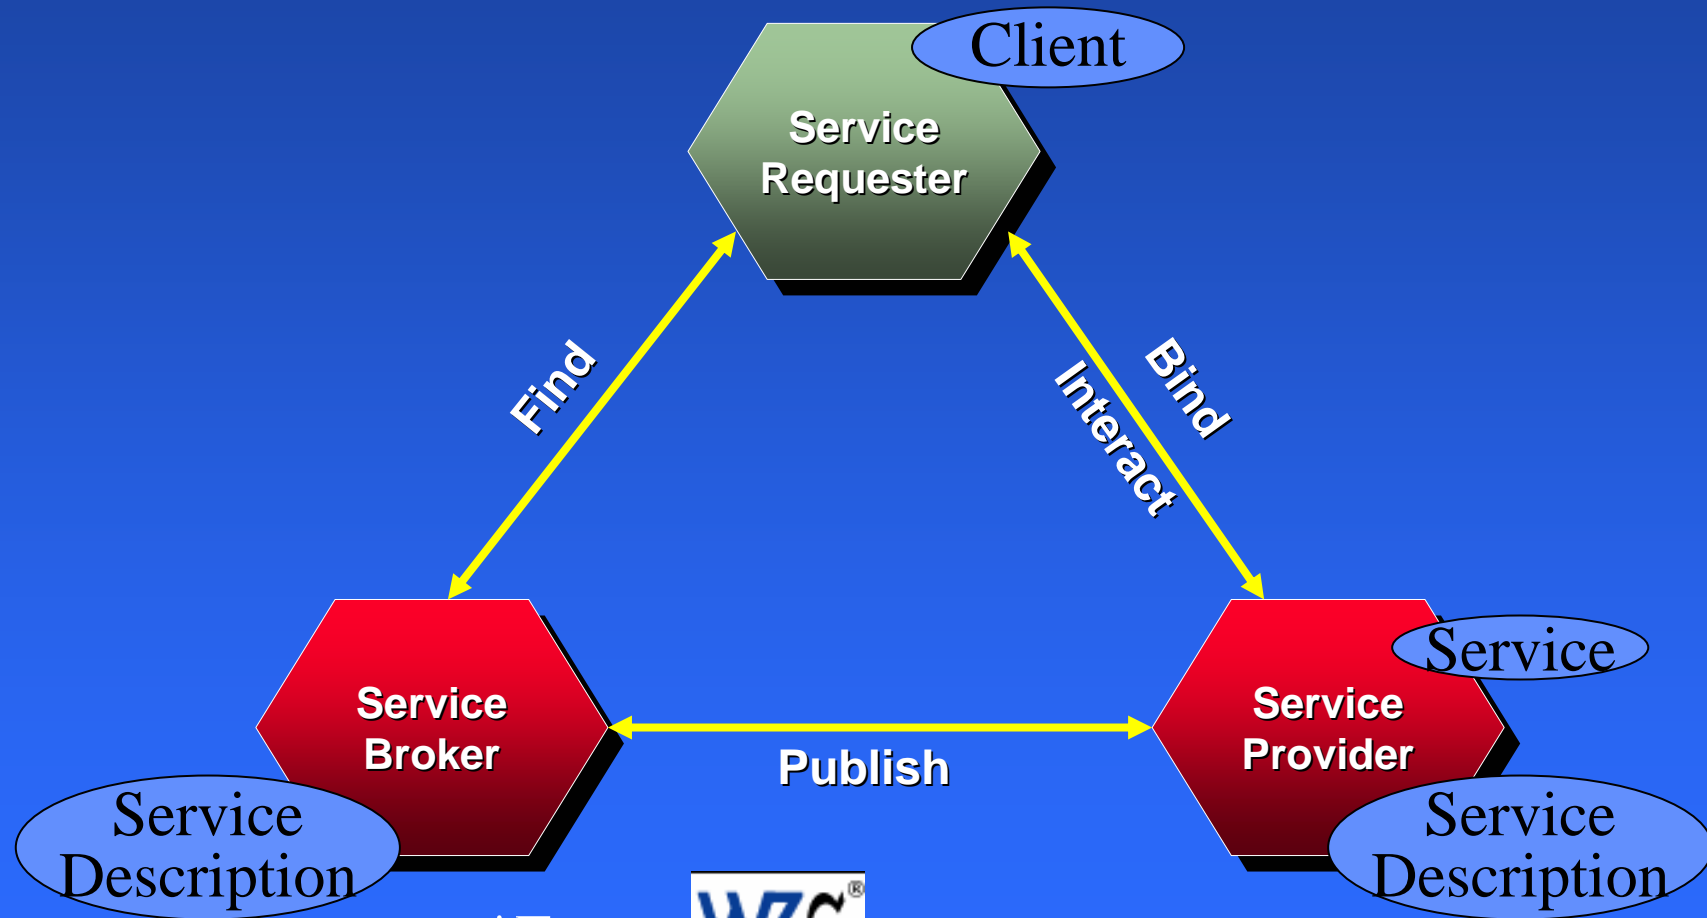 Client
Service
Requester
Find
Bind
Interact
Service
Service
Broker
Service
Provider
Publish
Service
Description
Service
Description